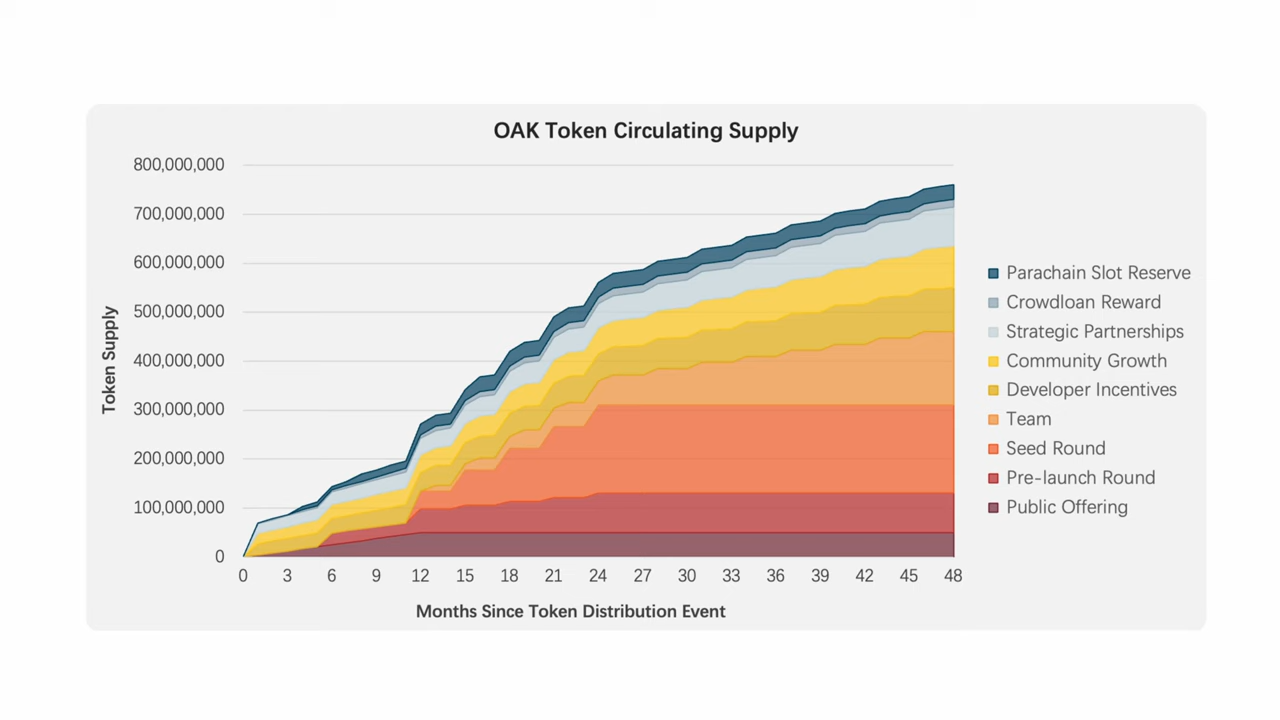 OAK Token Circulating Supply
800,000,000
700,000,000
600,000,000
500,000,000
400,000,000
300,000,000
200,000,000
100,000,000
0
Token Supply
0 3 6 9 12 15 18 21 24 27 30 33 36 39 42 45 48
Months Since Token Distribution Event
Parachain Slot Reserve
Crowdloan Reward
Strategic Partnerships
Community Growth
Developer Incentives
Team
Seed Round
Pre-launch Round
Public Offering